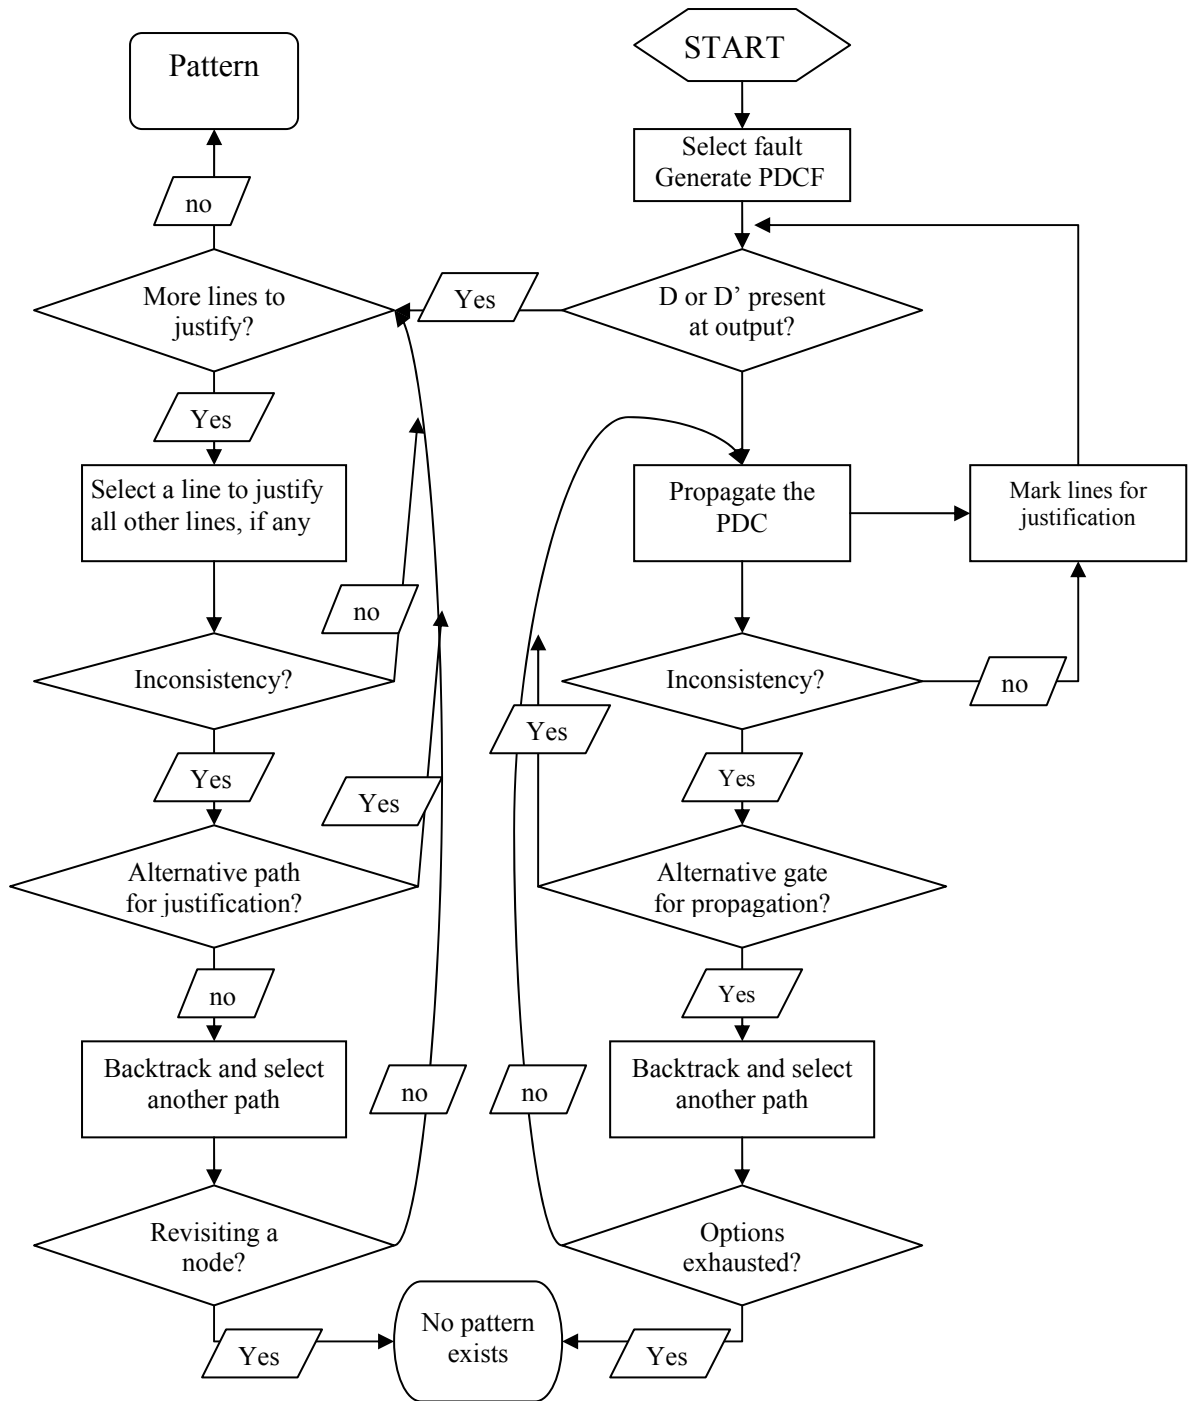 START
Pattern
Select fault
Generate PDCF
no
More lines to
justify?
Yes
D or D’ present
at output?
Yes
Select a line to justify
all other lines, if any
Propagate the
PDC
Mark lines for
justification
no
Inconsistency?
Inconsistency?
no
Yes
Yes
Yes
Yes
Alternative path
for justification?
Alternative gate
for propagation?
no
Yes
Backtrack and select
another path
no
no
Backtrack and select
another path
Revisiting a
node?
Options
exhausted?
No pattern
exists
Yes
Yes